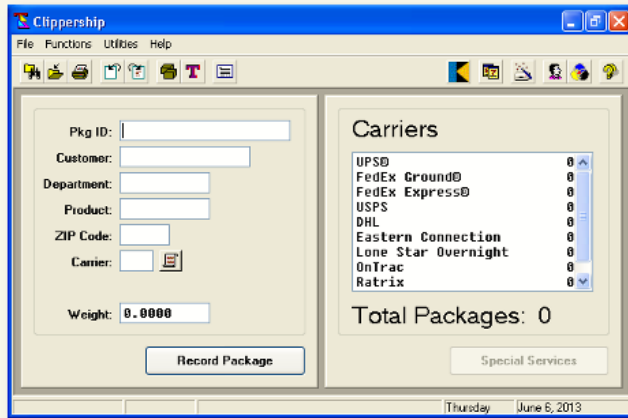 Clippership
File Functions Utilities Help
Pkg ID:
Customer:
Department:
Product:
ZIP Code:
Carrier:
Weight: 0.0000
Record Package
Carriers
UPS® 0
FedEx Ground® 0
FedEx Express® 0
USPS 0
DHL 0
Eastern Connection 0
Lone Star Overnight 0
OnTrac 0
Ratrix 0
Total Packages: 0
Special Services
Thursday June 6, 2013